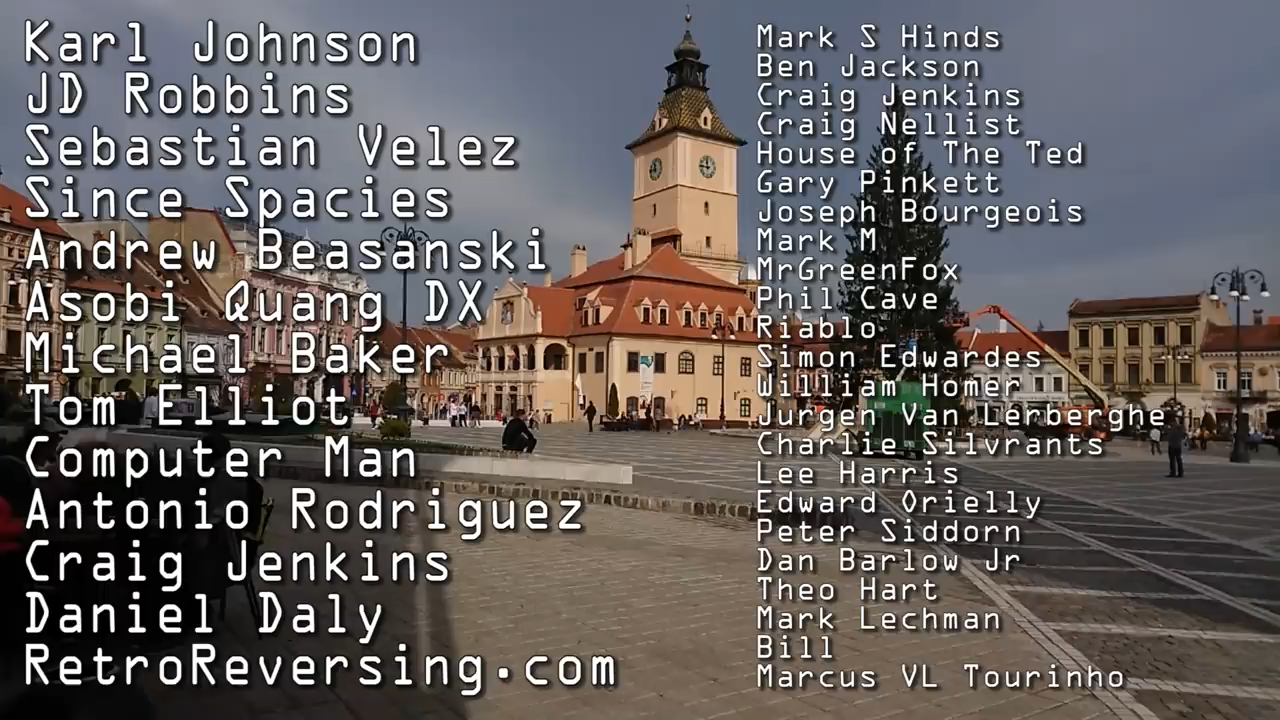 Karl Johnson
JD Robbins
Sebastian Velez
Since Spacies
Andrew Beasanski
Asobi Quang DX
Michael Baker
Tom Elliot
Computer Man
Antonio Rodriguez
Craig Jenkins
Daniel Daly
RetroReversing.com
Mark S Hinds
Ben Jackson
Craig Jenkins
Craig Nellist
House of The Ted
Gary Pinkett
Joseph Bourgeois
Mark M
MrGreenFox
Phil Cave
Riablo
Simon Edwardes
William Homer
Jurgen Van Lerberghe
Charlie Silvrants
Lee Harris
Edward Orielly
Peter Siddorn
Dan Barlow Jr
Theo Hart
Mark Lechman
Bill
Marcus VL Tourinho